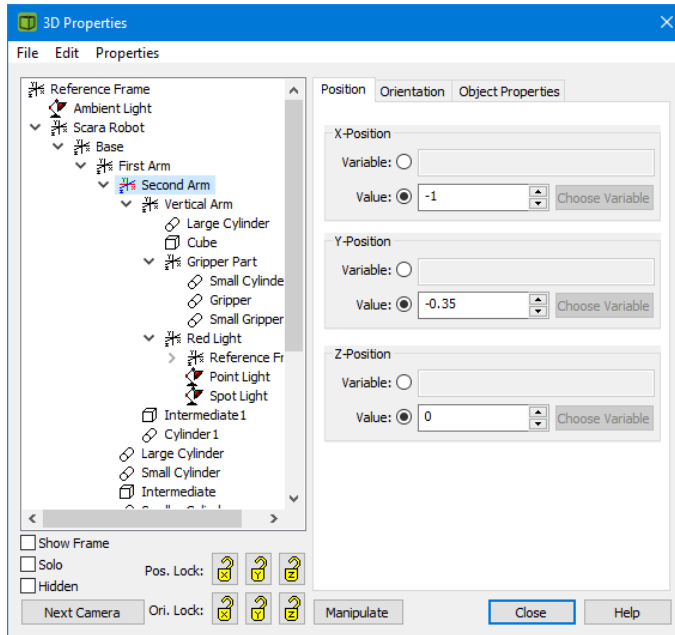 3D Properties
File Edit Properties
Reference Frame
Ambient Light
Scara Robot
Base
First Arm
Second Arm
Vertical Arm
Large Cylinder
Cube
Gripper Part
Small Cylinde
Gripper
Small Gripper
Red Light
Reference Fr
Point Light
Spot Light
Intermediate1
Cylinder1
Large Cylinder
Small Cylinder
Intermediate
Show Frame
Solo
Hidden
Pos. Lock: X Y Z
Next Camera
Ori. Lock: X Y Z
Position Orientation Object Properties
X-Position
Variable:
Value: -1 Choose Variable
Y-Position
Variable:
Value: -0.35 Choose Variable
Z-Position
Variable:
Value: 0 Choose Variable
Manipulate Close Help